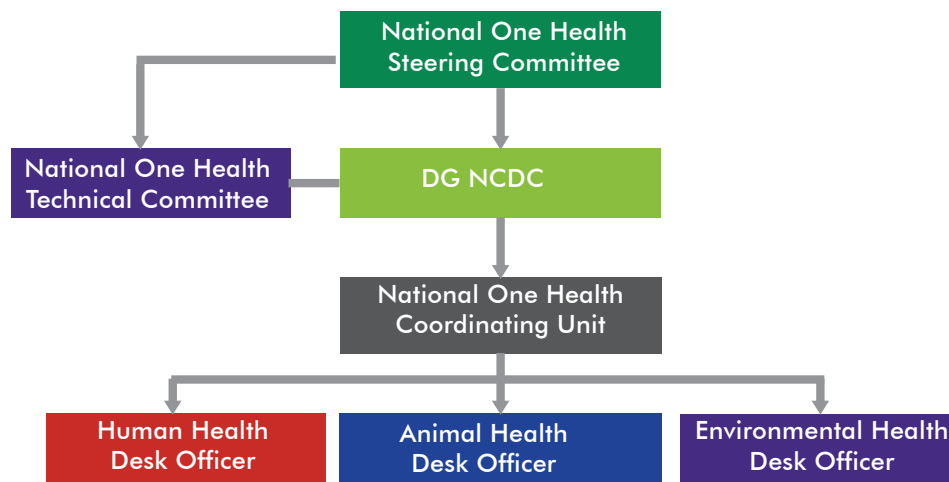 National One Health
Steering Committee
National One Health
Technical Committee
DG NCDC
National One Health
Coordinating Unit
Human Health
Desk Officer
Animal Health
Desk Officer
Environmental Health
Desk Officer